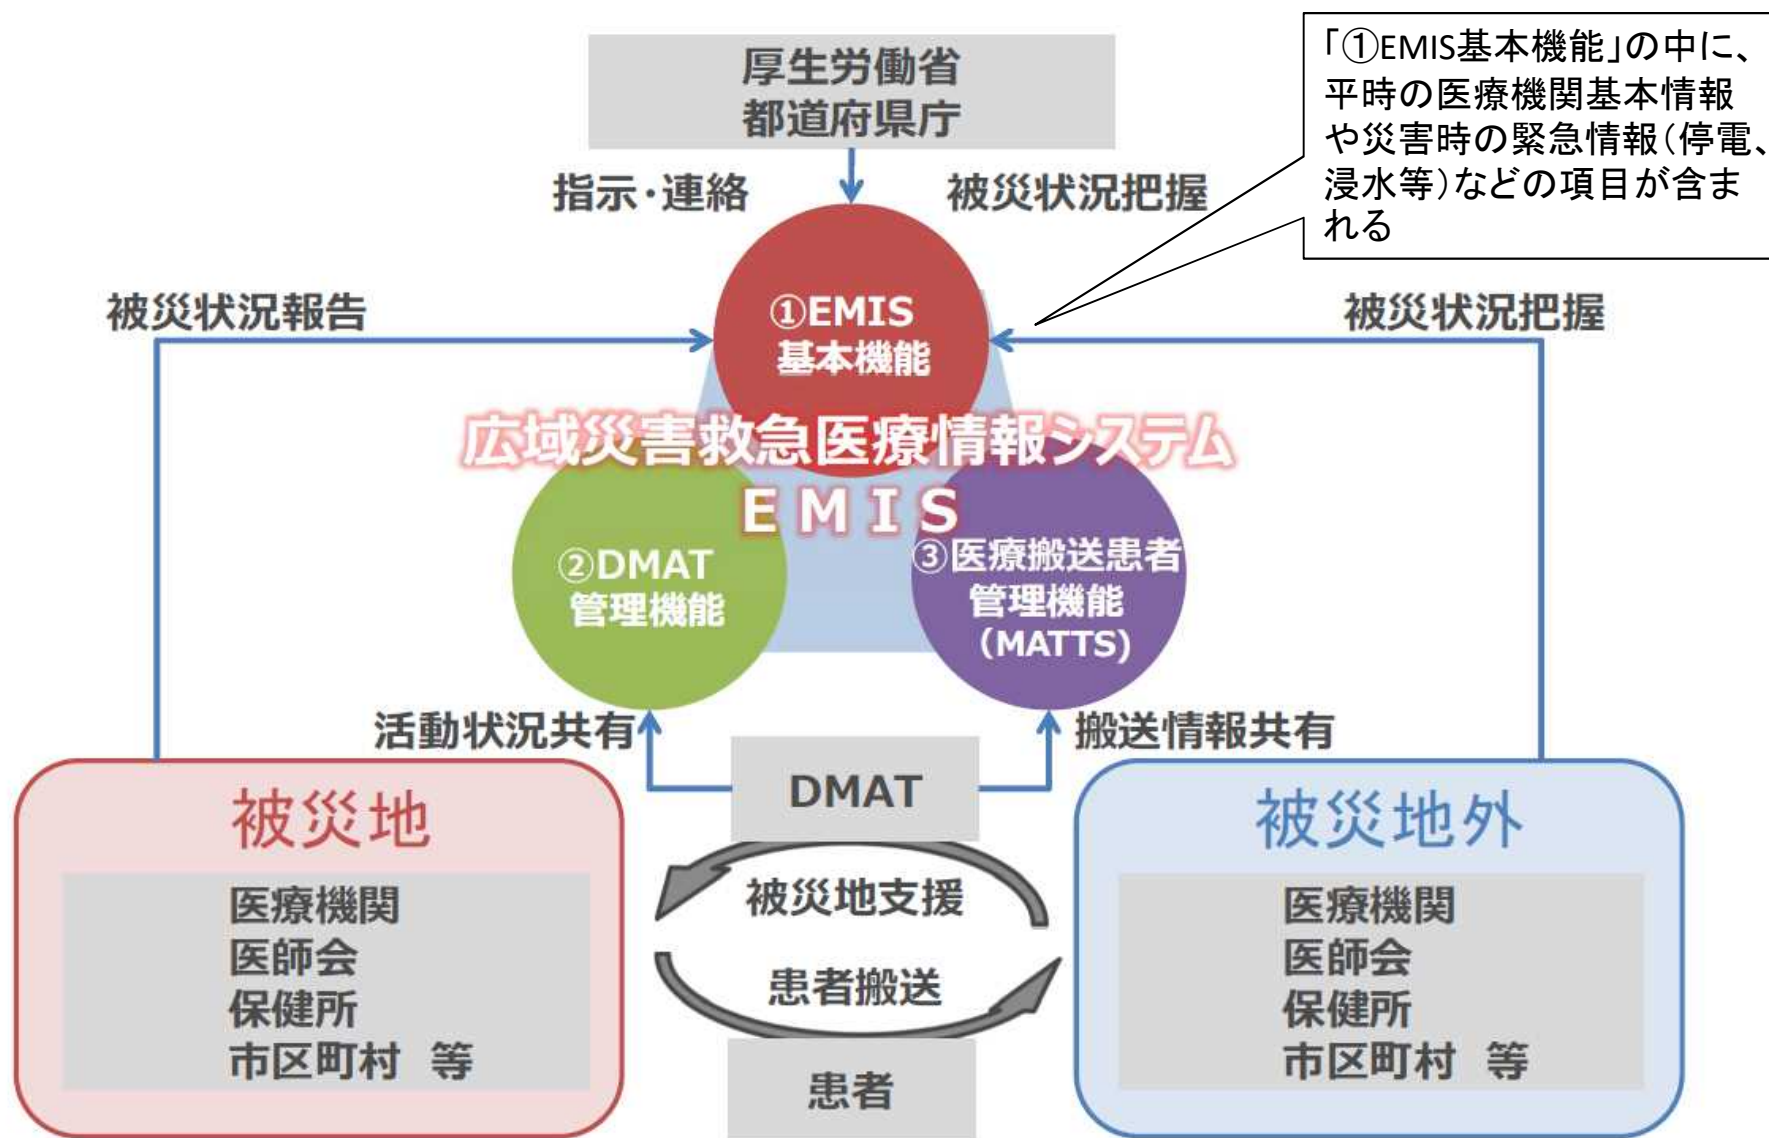 厚生労働省
都道府県庁
「①EMIS基本機能」の中に、
平時の医療機関基本情報
や災害時の緊急情報（停電、
浸水等）などの項目が含ま
れる
指示・連絡
被災状況把握
被災状況報告
被災状況把握
①EMIS
基本機能
広域災害救急医療情報システム
ＥＭＩＳ
②DMAT
管理機能
③医療搬送患者
管理機能
（MATTS)
活動状況共有
搬送情報共有
DMAT
被災地
医療機関
医師会
保健所
市区町村 等
被災地支援
患者搬送
患者
被災地外
医療機関
医師会
保健所
市区町村 等